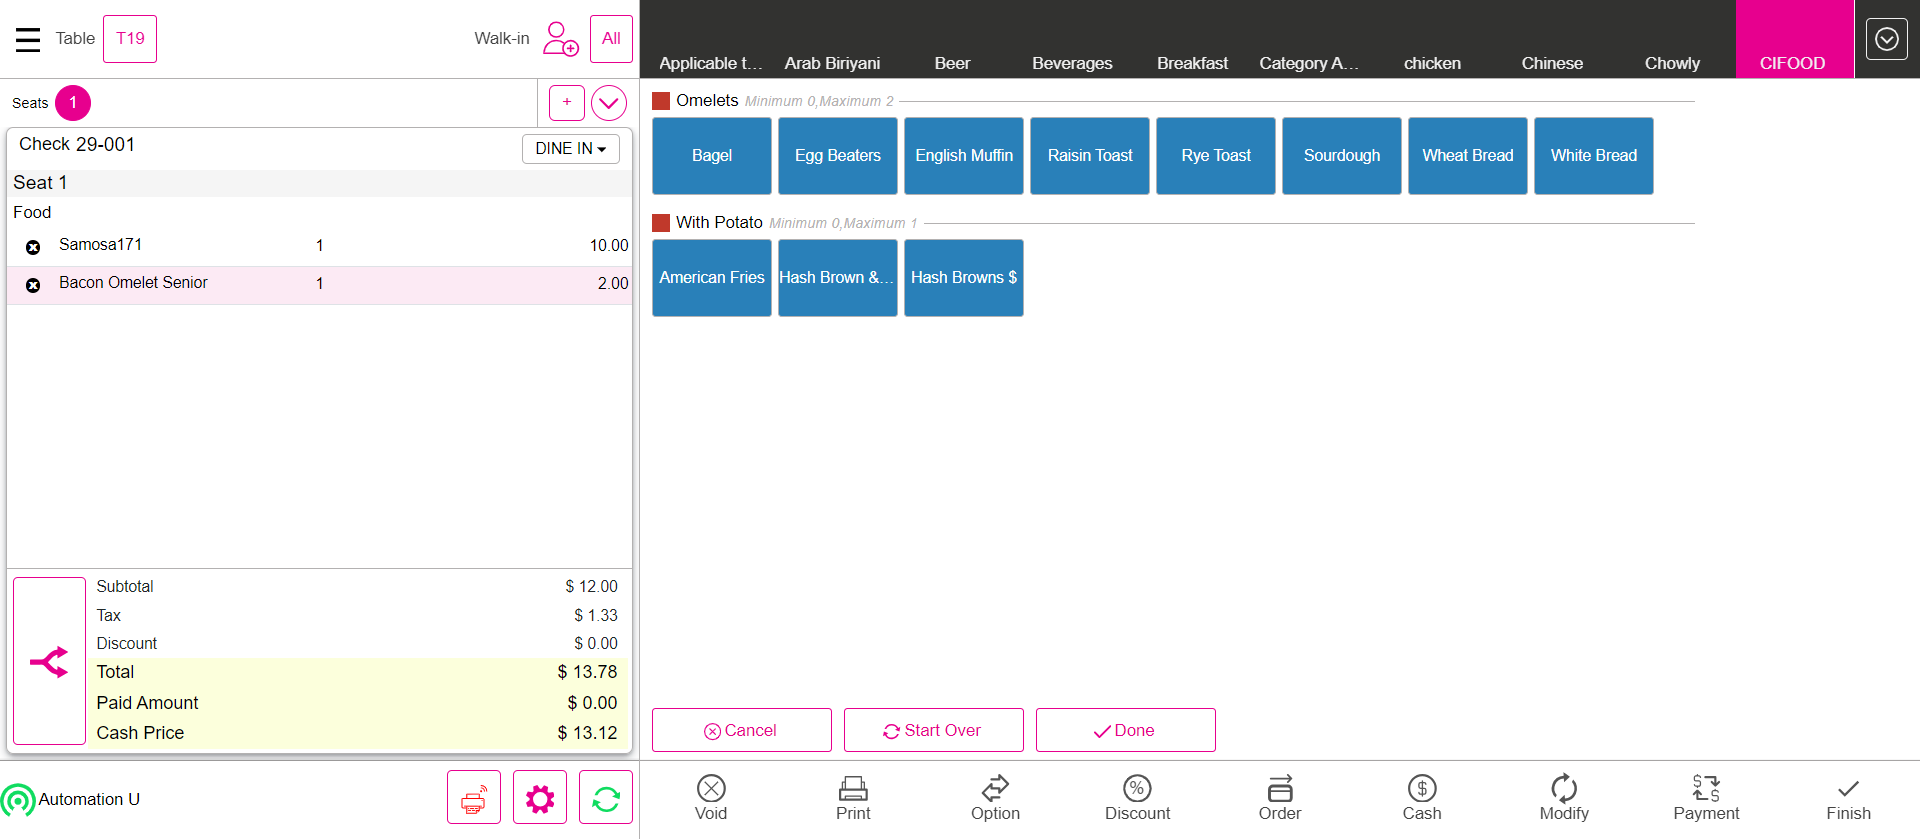 Table T19 Walk-in All
Applicable t... Arab Biriyani Beer Beverages Breakfast Category A... chicken Chinese Chowly CIFOOD
Seats 1 +
Check 29-001 DINE IN
Seat 1
Food
Samosa171 1 10.00
Bacon Omelet Senior 1 2.00
Subtotal $ 12.00
Tax $ 1.33
Discount $ 0.00
Total $ 13.78
Paid Amount $ 0.00
Cash Price $ 13.12
Automation U
Omelets Minimum 0,Maximum 2
Bagel Egg Beaters English Muffin Raisin Toast Rye Toast Sourdough Wheat Bread White Bread
With Potato Minimum 0,Maximum 1
American Fries Hash Brown &... Hash Browns $
Cancel Start Over Done
Void Print Option Discount Order Cash Modify Payment Finish